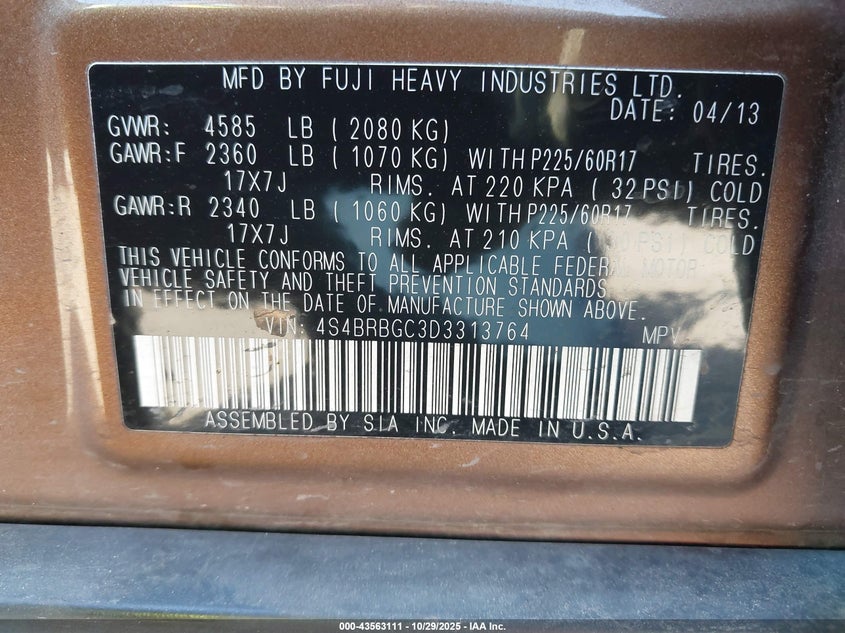 MFD BY FUJI HEAVY INDUSTRIES LTD.
DATE: 04/13
GVWR: 4585 LB ( 2080 KG)
GAWR:F 2360 LB ( 1070 KG) WITH P225/60R17 TIRES.
17X7J RIMS. AT 220 KPA ( 32 PSI) COLD
GAWR:R 2340 LB ( 1060 KG) WITH P225/60R17 TIRES.
17X7J RIMS. AT 210 KPA ( PSI) COLD
THIS VEHICLE CONFORMS TO ALL APPLICABLE FEDERAL MOTOR
VEHICLE SAFETY AND THEFT PREVENTION STANDARDS
IN EFFECT ON THE DATE OF MANUFACTURE SHOWN ABOVE.
VIN: 4S4BRBGC3D3313764 MPV
ASSEMBLED BY SIA INC. MADE IN U.S.A.
000-43563111 - 10/29/2025 - IAA Inc.